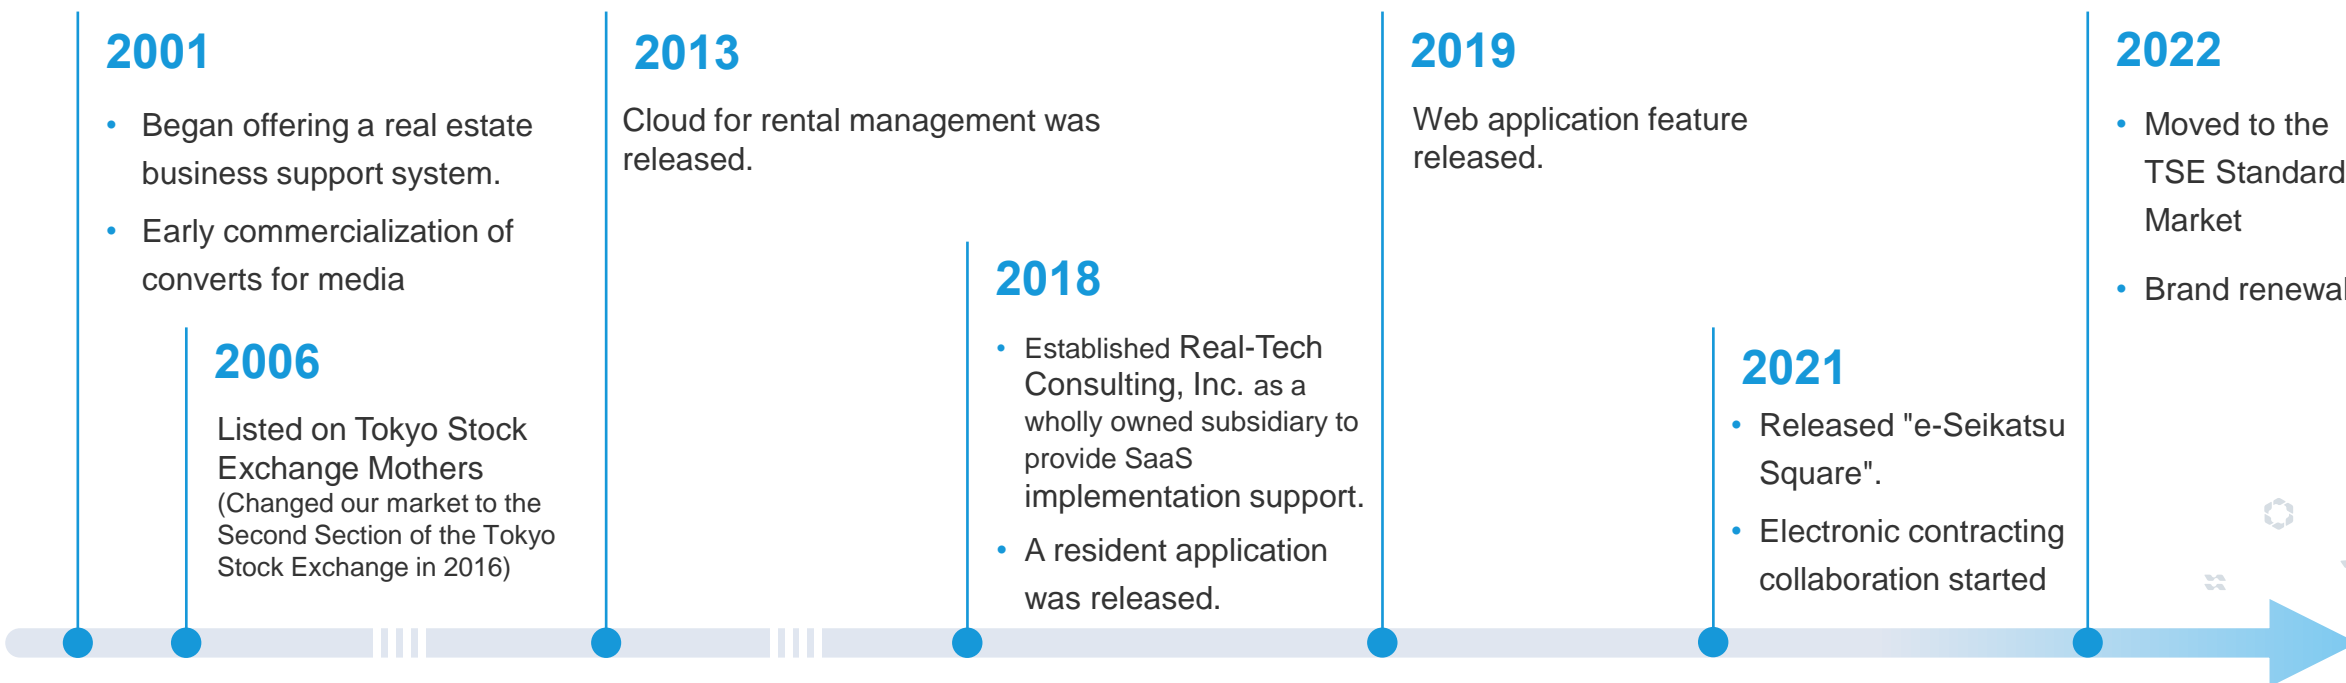 2001
• Began offering a real estate
business support system.
• Early commercialization of
converts for media
2006
Listed on Tokyo Stock
Exchange Mothers
(Changed our market to the
Second Section of the Tokyo
Stock Exchange in 2016)
2013
Cloud for rental management was
released.
2018
• Established Real-Tech
Consulting, Inc. as a
wholly owned subsidiary to
provide SaaS
implementation support.
• A resident application
was released.
2019
Web application feature
released.
2021
• Released "e-Seikatsu
Square".
• Electronic contracting
collaboration started
2022
• Moved to the
TSE Standard
Market
• Brand renewal